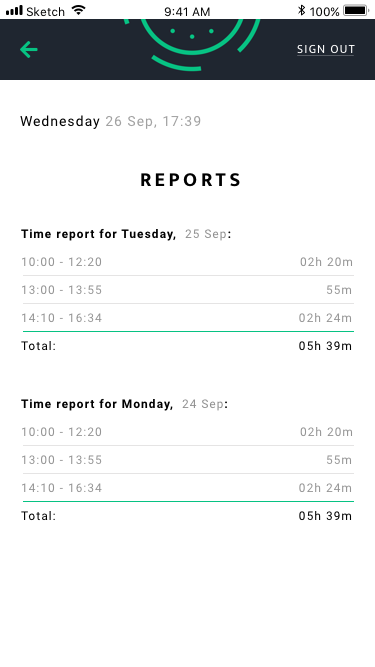 Sketch 9:41 AM 100%
SIGN OUT
Wednesday 26 Sep, 17:39
REPORTS
Time report for Tuesday, 25 Sep:
10:00 - 12:20 02h 20m
13:00 - 13:55 55m
14:10 - 16:34 02h 24m
Total: 05h 39m
Time report for Monday, 24 Sep:
10:00 - 12:20 02h 20m
13:00 - 13:55 55m
14:10 - 16:34 02h 24m
Total: 05h 39m